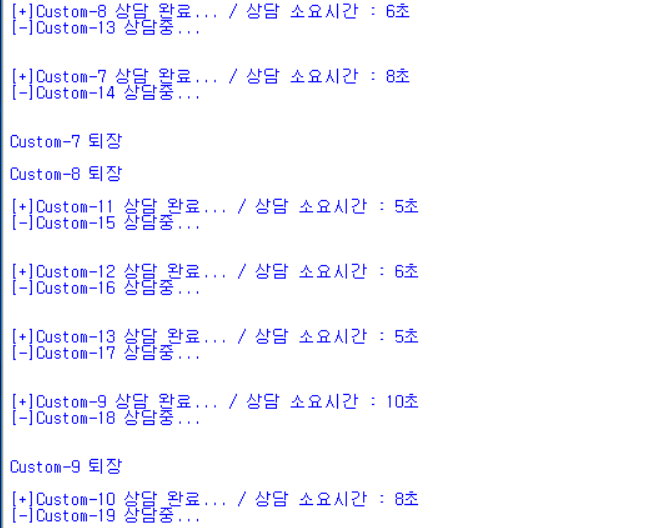 [+]Custom-8 상담 완료... / 상담 소요시간 : 6초
[-]Custom-13 상담중...
[+]Custom-7 상담 완료... / 상담 소요시간 : 8초
[-]Custom-14 상담중...
Custom-7 퇴장
Custom-8 퇴장
[+]Custom-11 상담 완료... / 상담 소요시간 : 5초
[-]Custom-15 상담중...
[+]Custom-12 상담 완료... / 상담 소요시간 : 6초
[-]Custom-16 상담중...
[+]Custom-13 상담 완료... / 상담 소요시간 : 5초
[-]Custom-17 상담중...
[+]Custom-9 상담 완료... / 상담 소요시간 : 10초
[-]Custom-18 상담중...
Custom-9 퇴장
[+]Custom-10 상담 완료... / 상담 소요시간 : 8초
[-]Custom-19 상담중...